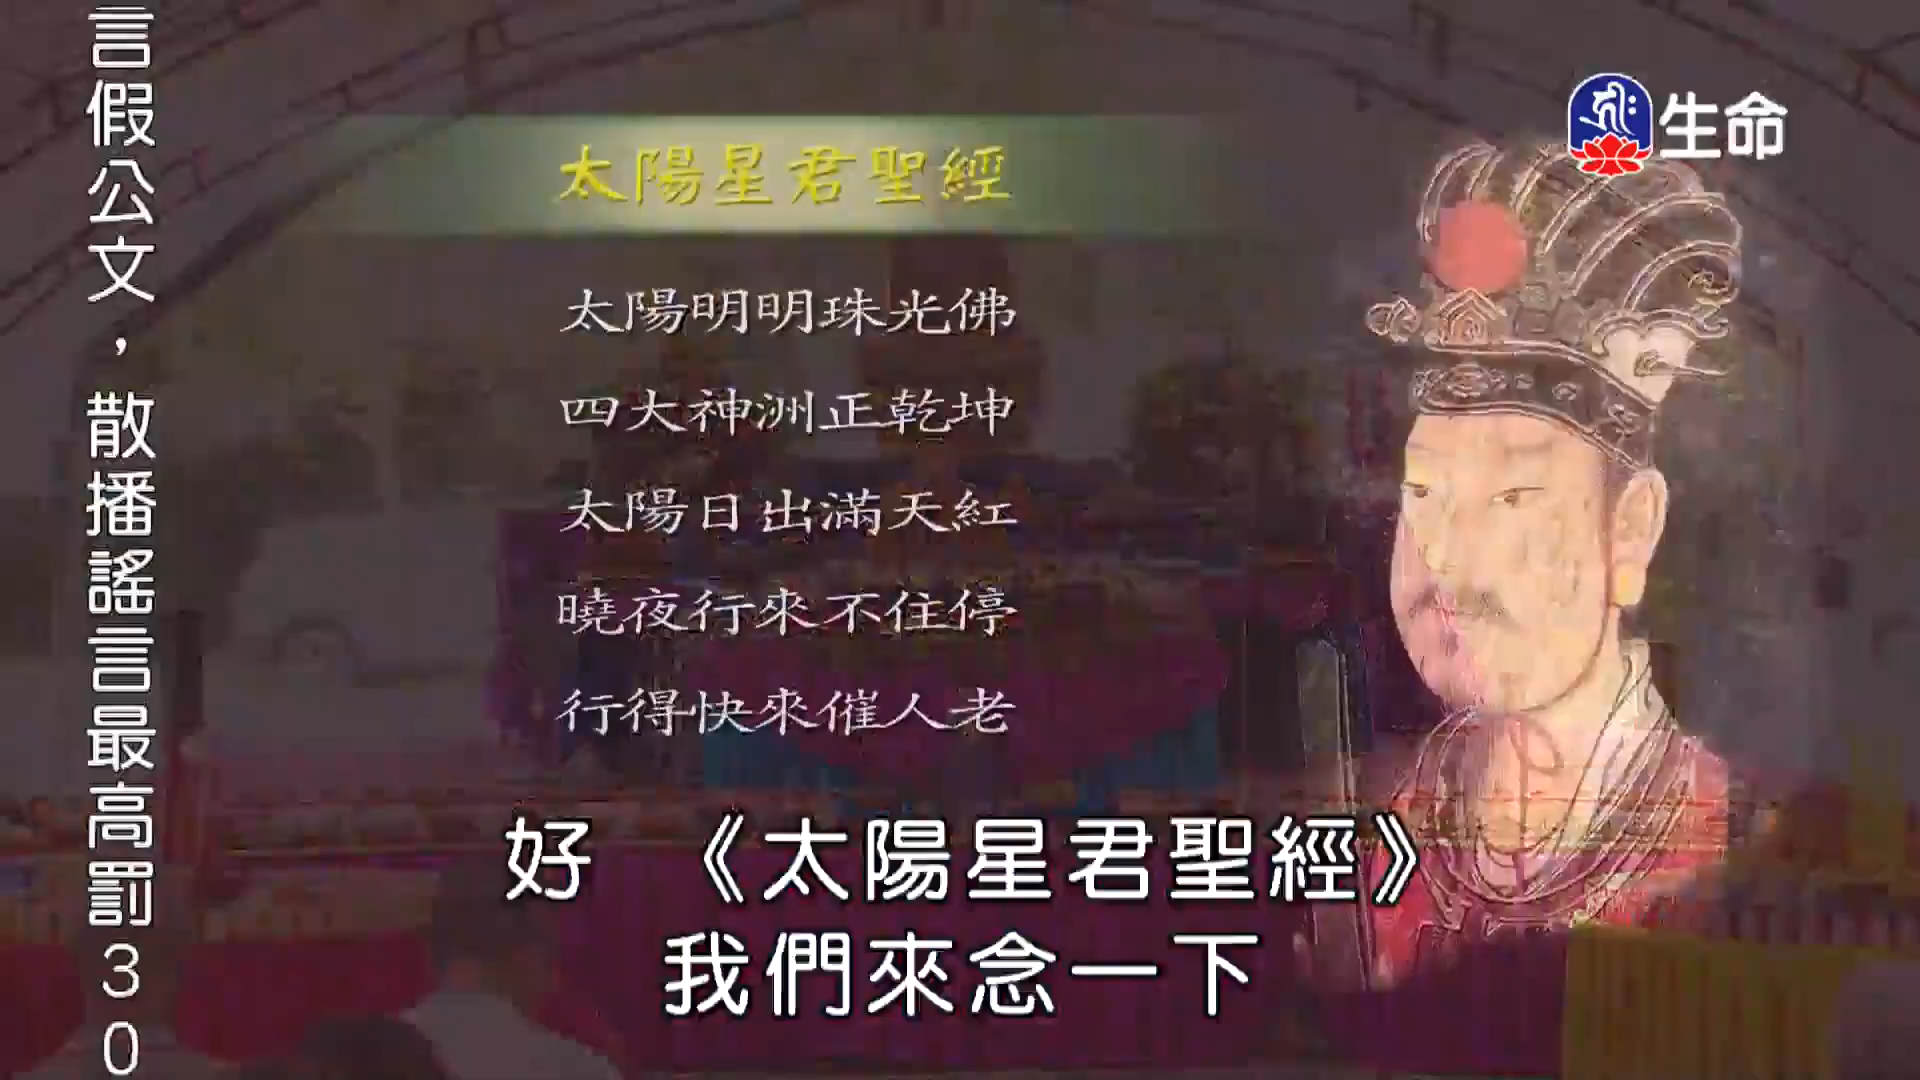 言假公文，散播謠言最高罰30
生命
太陽星君聖經
太陽明明珠光佛
四大神洲正乾坤
太陽日出滿天紅
曉夜行來不住停
行得快來催人老
好 《太陽星君聖經》
我們來念一下